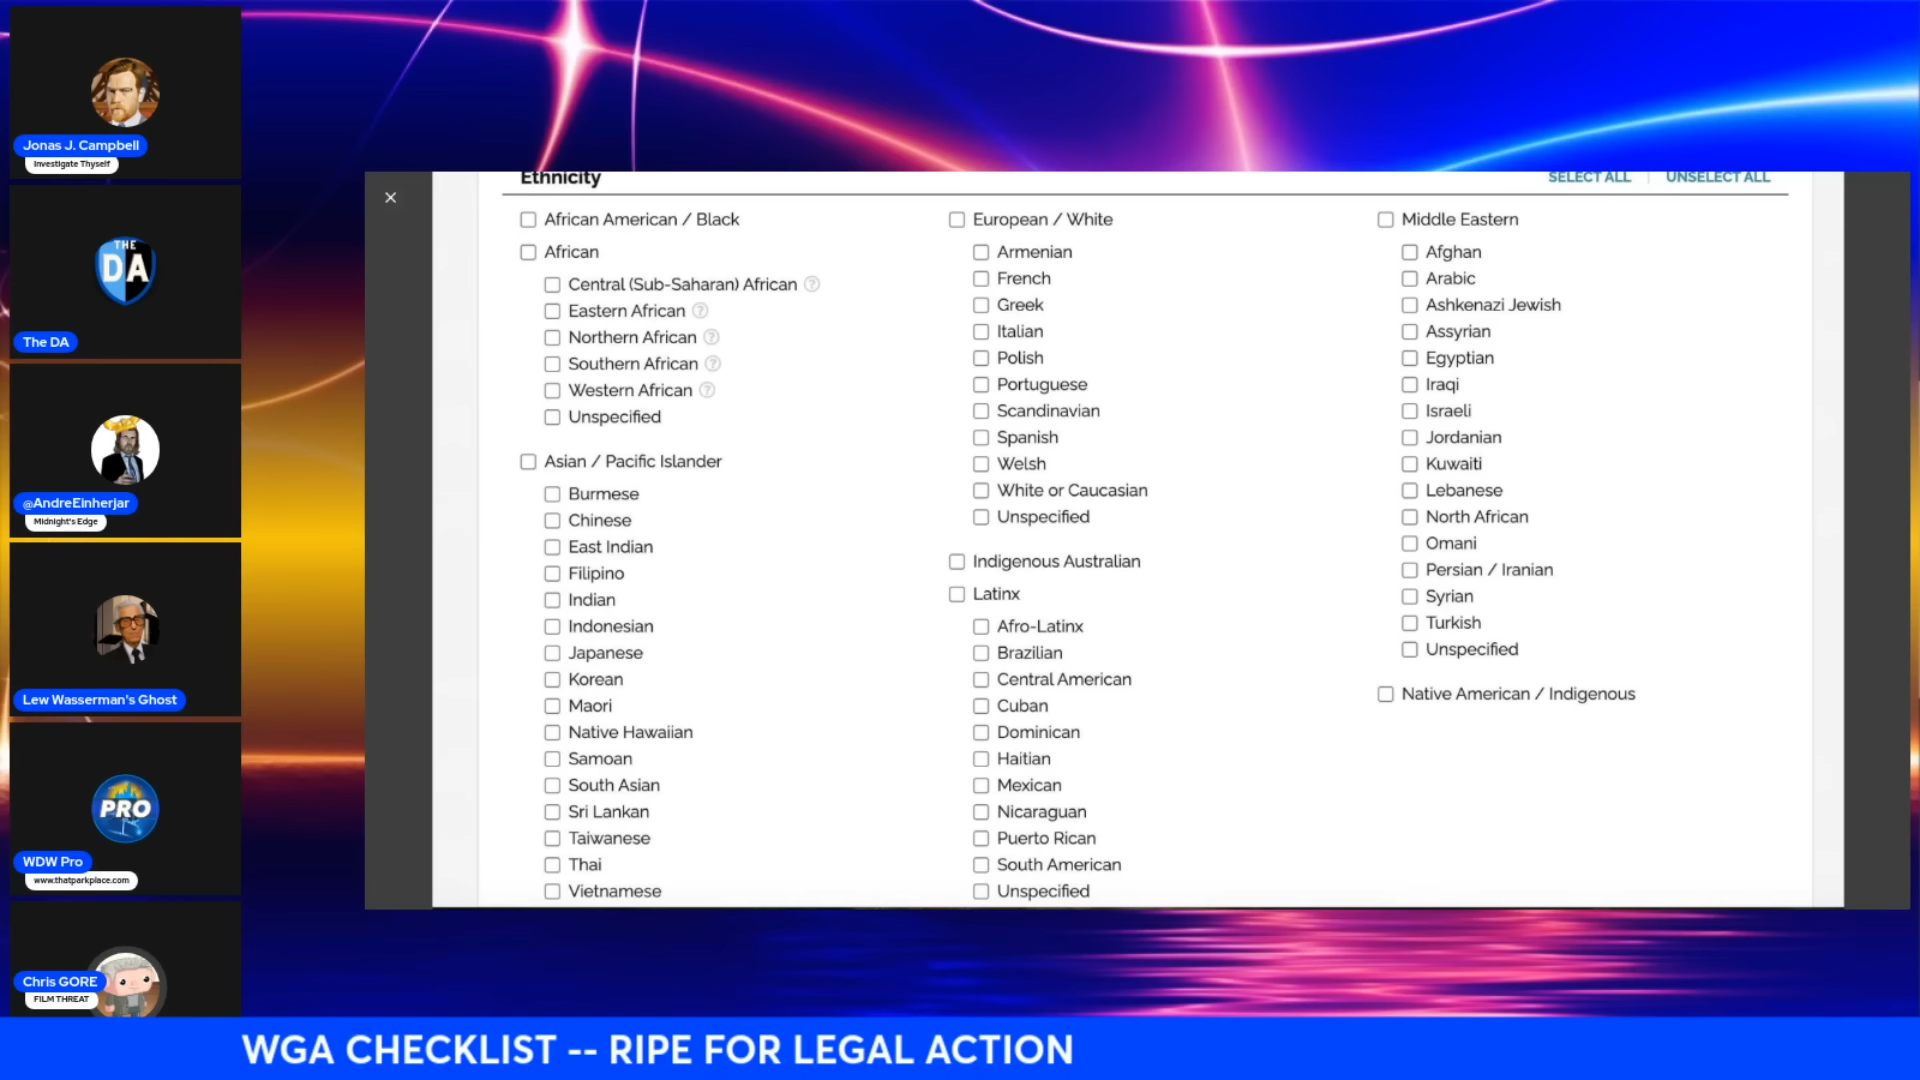 Jonas J. Campbell
Investigate Thyself
THE
DA
The DA
@AndreEinherjar
Midnight's Edge
Lew Wasserman's Ghost
PRO
WDW Pro
www.thatparkplace.com
Chris GORE
FILM THREAT
Ethnicity
SELECT ALL
UNSELECT ALL
African American / Black
African
Central (Sub-Saharan) African ?
Eastern African ?
Northern African ?
Southern African ?
Western African ?
Unspecified
Asian / Pacific Islander
Burmese
Chinese
East Indian
Filipino
Indian
Indonesian
Japanese
Korean
Maori
Native Hawaiian
Samoan
South Asian
Sri Lankan
Taiwanese
Thai
Vietnamese
European / White
Armenian
French
Greek
Italian
Polish
Portuguese
Scandinavian
Spanish
Welsh
White or Caucasian
Unspecified
Indigenous Australian
Latinx
Afro-Latinx
Brazilian
Central American
Cuban
Dominican
Haitian
Mexican
Nicaraguan
Puerto Rican
South American
Unspecified
Middle Eastern
Afghan
Arabic
Ashkenazi Jewish
Assyrian
Egyptian
Iraqi
Israeli
Jordanian
Kuwaiti
Lebanese
North African
Omani
Persian / Iranian
Syrian
Turkish
Unspecified
Native American / Indigenous
WGA CHECKLIST -- RIPE FOR LEGAL ACTION